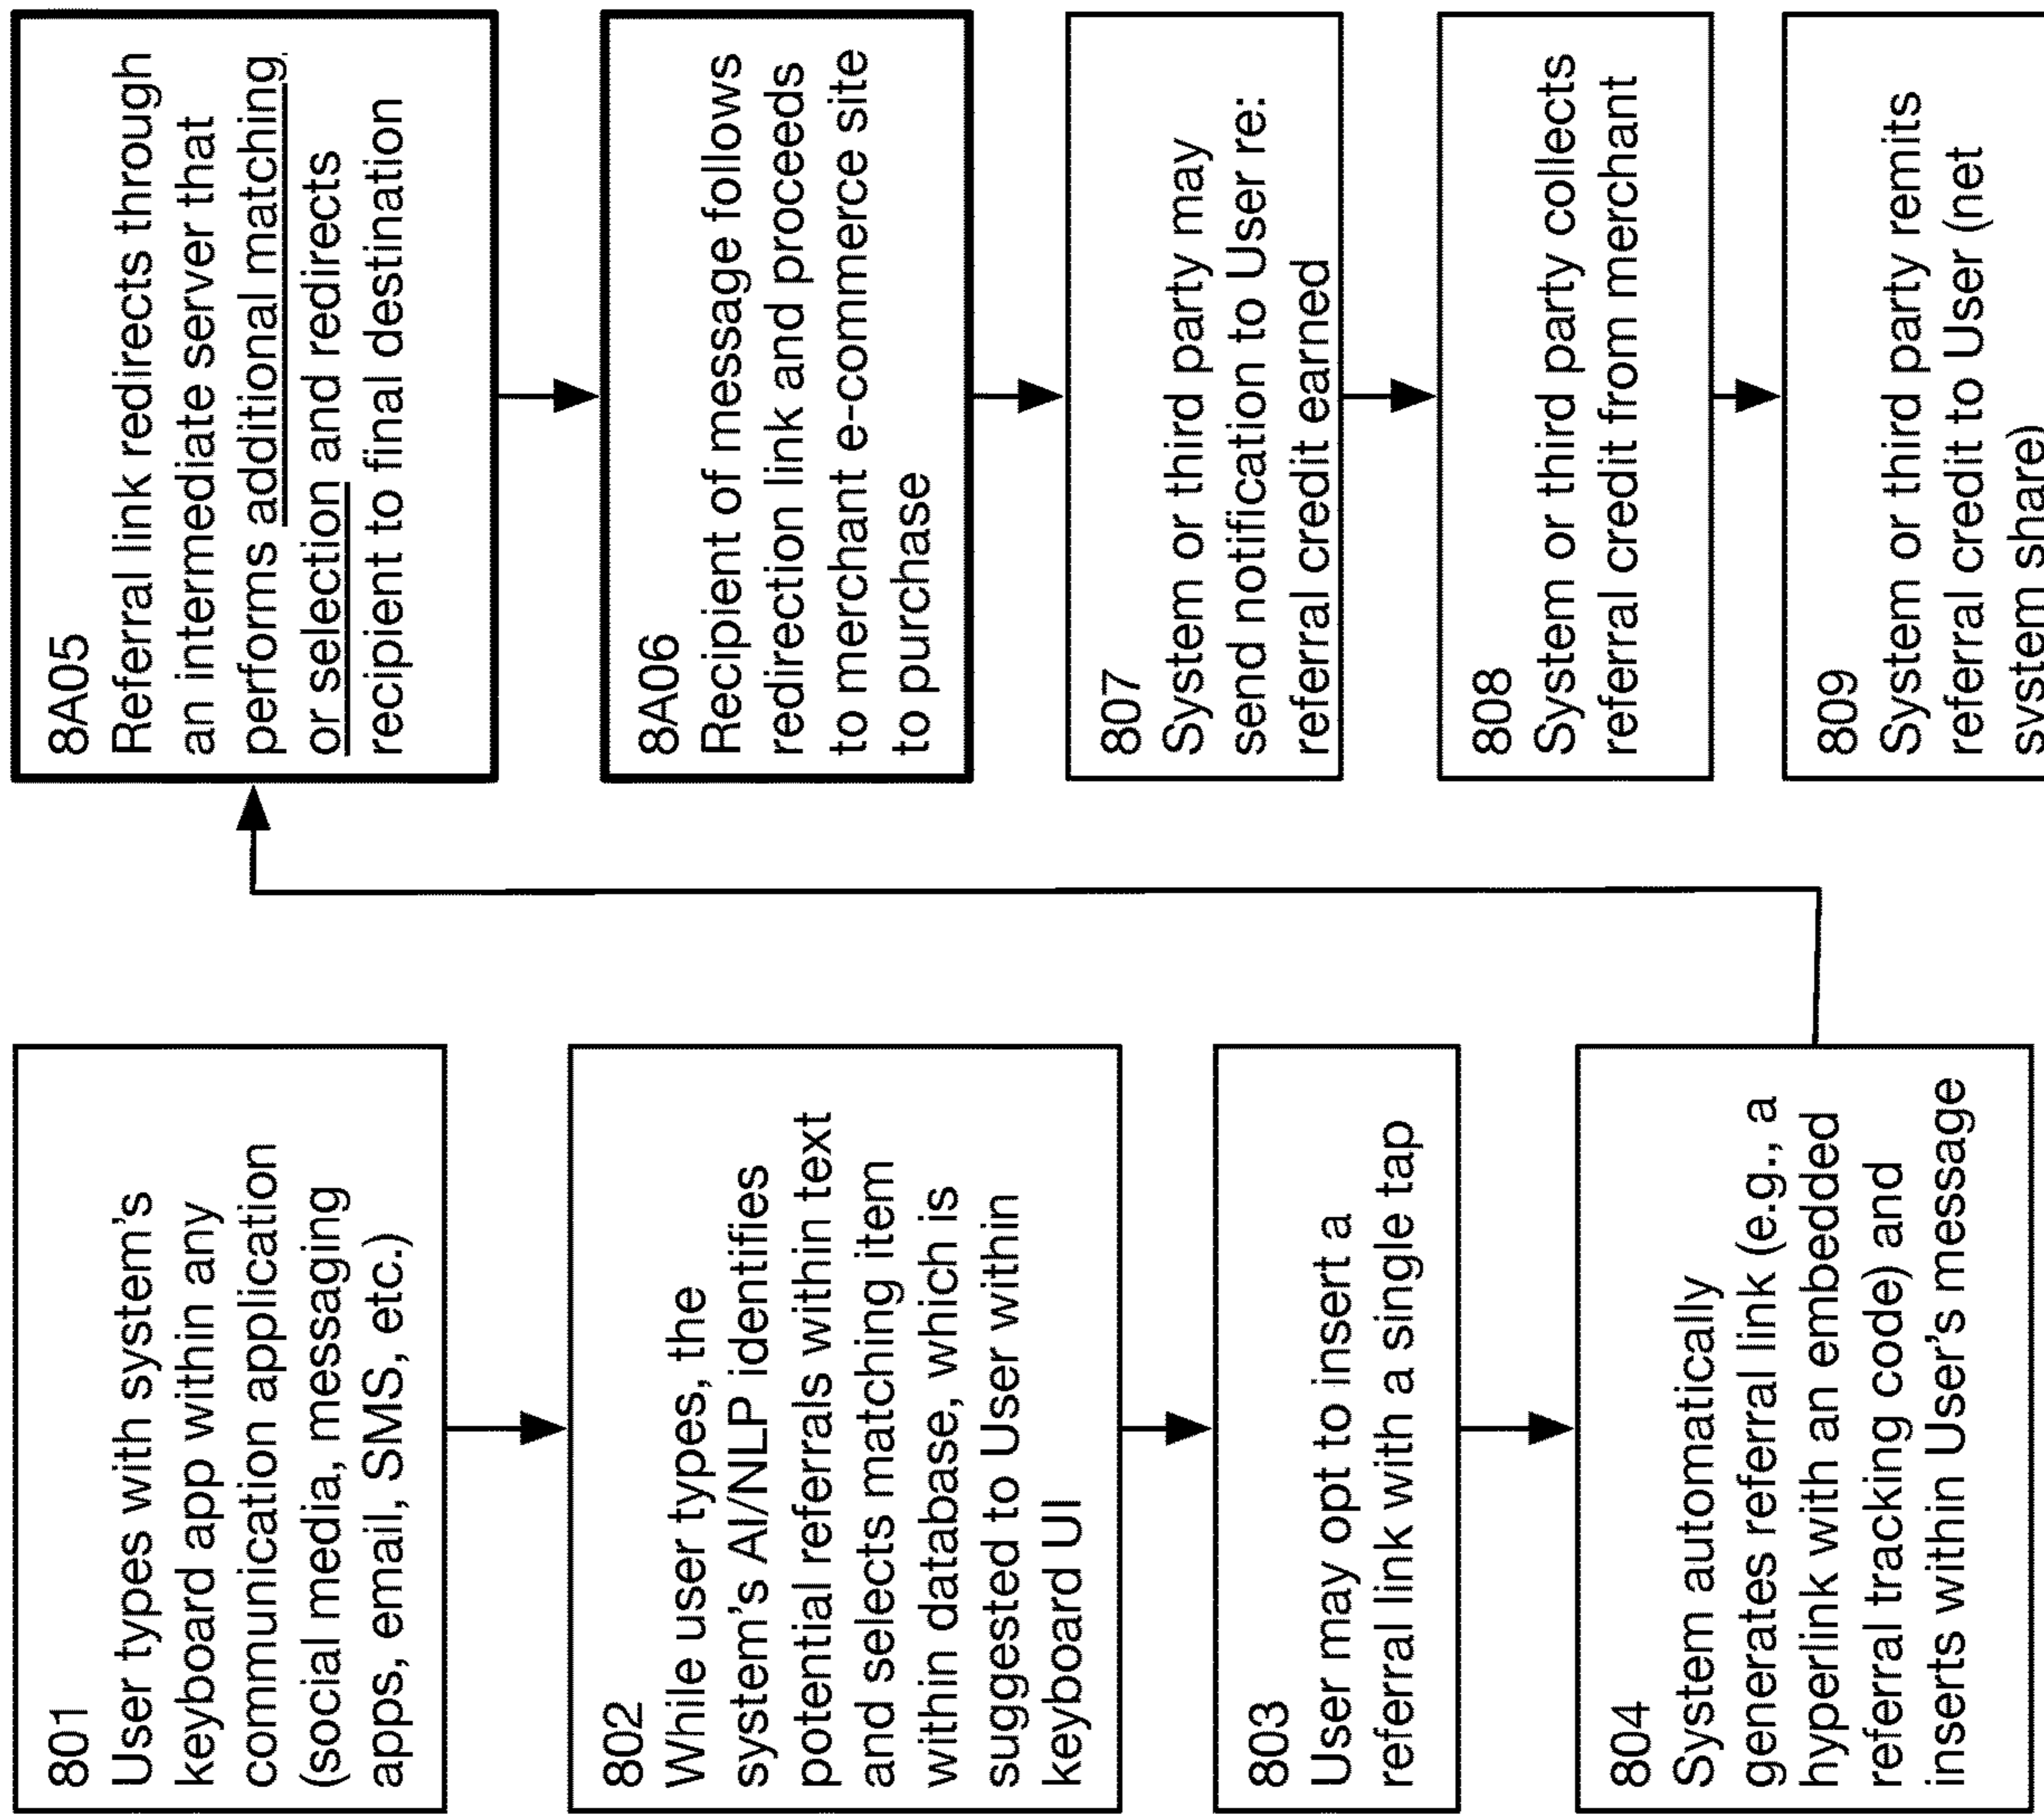 801
User types with system's
keyboard app within any
communication application
(social media, messaging
apps, email, SMS, etc.)
802
While user types, the
system's AI/NLP identifies
potential referrals within text
and selects matching item
within database, which is
suggested to User within
keyboard UI
803
User may opt to insert a
referral link with a single tap
804
System automatically
generates referral link (e.g., a
hyperlink with an embedded
referral tracking code) and
inserts within User's message
8A05
Referral link redirects through
an intermediate server that
performs additional matching
or selection and redirects
recipient to final destination
8A06
Recipient of message follows
redirection link and proceeds
to merchant e-commerce site
to purchase
807
System or third party may
send notification to User re:
referral credit earned
808
System or third party collects
referral credit from merchant
809
System or third party remits
referral credit to User (net
system share)